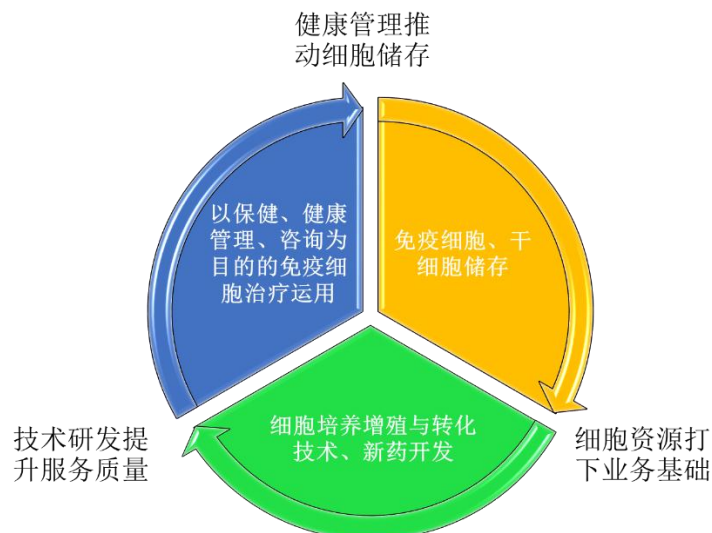 健康管理推
动细胞储存
以保健、健康
管理、咨询为
目的的免疫细
胞治疗运用
免疫细胞、干
细胞储存
细胞培养增殖与转化
技术、新药开发
技术研发提
升服务质量
细胞资源打
下业务基础